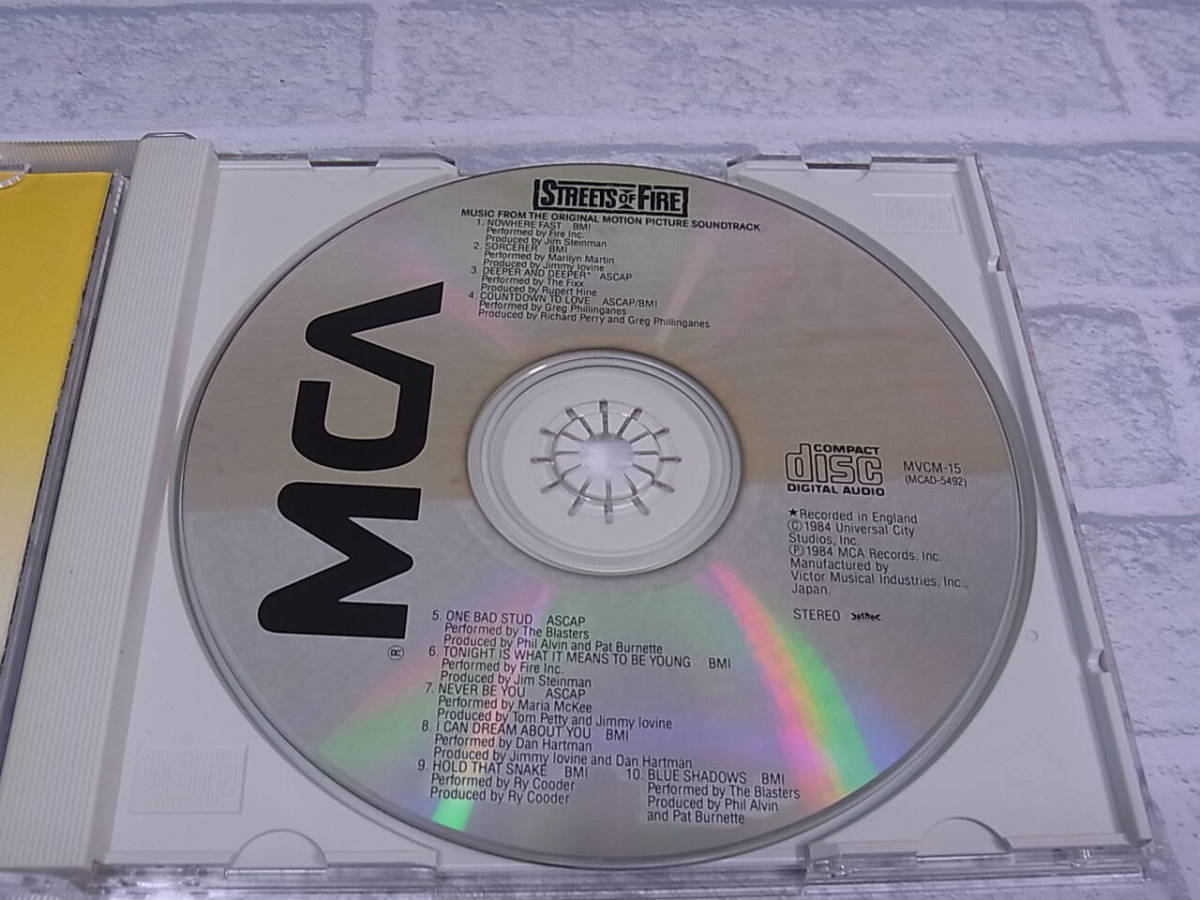 STREETS OF FIRE
MUSIC FROM THE ORIGINAL MOTION PICTURE SOUNDTRACK
1. NOWHERE FAST BMI
Performed by Fire Inc.
Produced by Jim Steinman
2. SORCERER BMI
Performed by Marilyn Martin
Produced by Jimmy Iovine
3. DEEPER AND DEEPER* ASCAP
Performed by The Fixx
Produced by Rupert Hine
4. COUNTDOWN TO LOVE ASCAP/BMI
Performed by Greg Phillinganes
Produced by Richard Perry and Greg Phillinganes
MCA
COMPACT
disc
DIGITAL AUDIO
MVCM-15
(MCAD-5492)
★Recorded in England
Ⓒ1984 Universal City
Studios, Inc.
Ⓟ1984 MCA Records, Inc.
Manufactured by
Victor Musical Industries, Inc.,
Japan.
STEREO
5. ONE BAD STUD ASCAP
Performed by The Blasters
Produced by Phil Alvin and Pat Burnette
6. TONIGHT IS WHAT IT MEANS TO BE YOUNG BMI
Performed by Fire Inc.
Produced by Jim Steinman
7. NEVER BE YOU ASCAP
Performed by Maria McKee
Produced by Tom Petty and Jimmy Iovine
8. I CAN DREAM ABOUT YOU BMI
Performed by Dan Hartman
Produced by Jimmy Iovine and Dan Hartman
9. HOLD THAT SNAKE BMI
Performed by Ry Cooder
Produced by Ry Cooder
10. BLUE SHADOWS BMI
Performed by The Blasters
Produced by Phil Alvin
and Pat Burnette